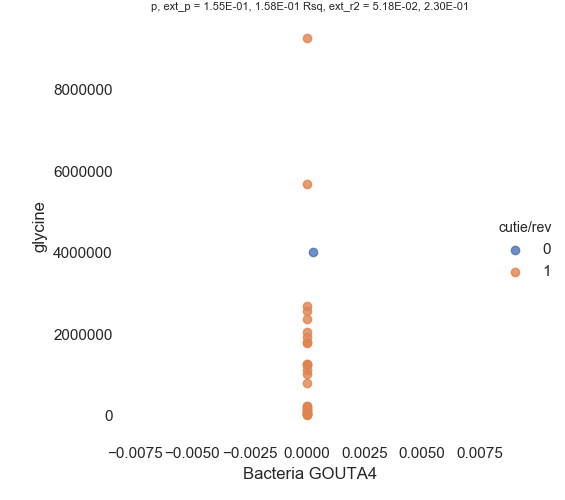 p, ext_p = 1.55E-01, 1.58E-01 Rsq, ext_r2 = 5.18E-02, 2.30E-01
8000000
6000000
4000000
2000000
0
glycine
cutie/rev
0
1
−0.0075 −0.0050 −0.0025 0.0000 0.0025 0.0050 0.0075
Bacteria GOUTA4